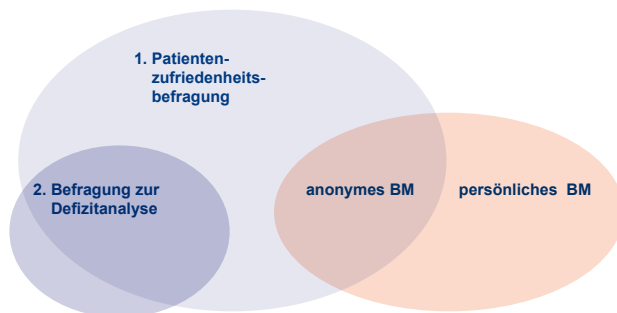 1. Patienten-
zufriedenheits-
befragung
2. Befragung zur
Defizitanalyse
anonymes BM
persönliches BM